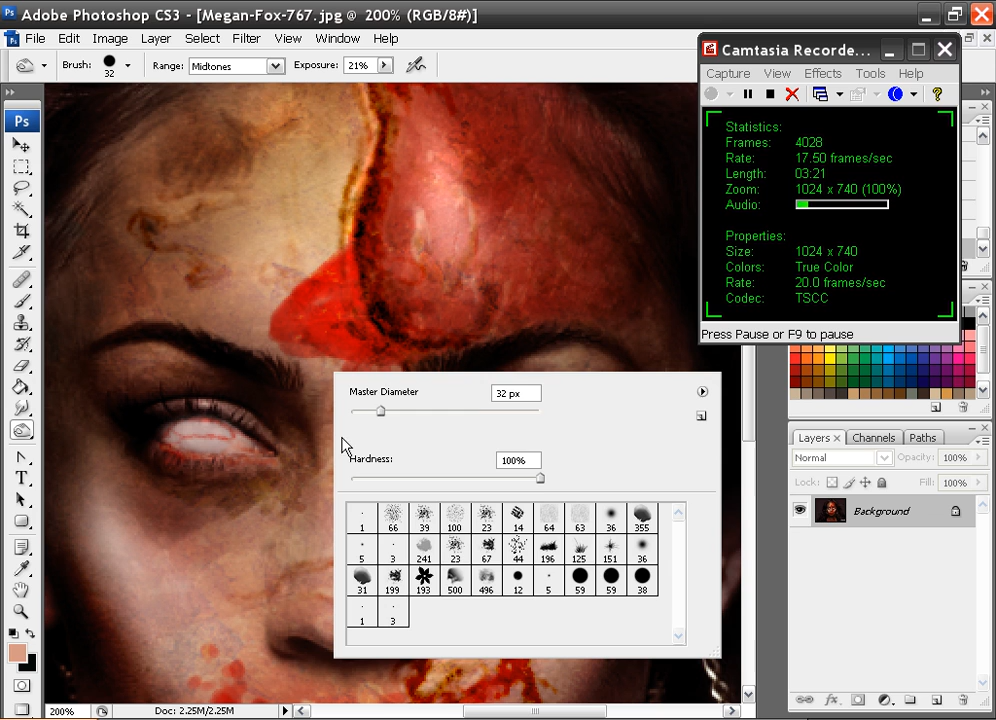 Adobe Photoshop CS3 - [Megan-Fox-767.jpg @ 200% (RGB/8#)]
File Edit Image Layer Select Filter View Window Help
Brush: 32 Range: Midtones Exposure: 21%
Ps
Camtasia Recorde...
Capture View Effects Tools Help
Statistics:
Frames: 4028
Rate: 17.50 frames/sec
Length: 03:21
Zoom: 1024 x 740 (100%)
Audio:
Properties:
Size: 1024 x 740
Colors: True Color
Rate: 20.0 frames/sec
Codec: TSCC
Press Pause or F9 to pause
Master Diameter 32 px
Hardness: 100%
1 66 39 100 23 14 64 63 36 355
5 3 241 23 67 44 196 125 151 36
31 199 193 500 496 12 5 59 59 38
1 3
Layers x Channels Paths
Normal Opacity: 100%
Lock: Fill: 100%
Background
200% Doc: 2.25M/2.25M